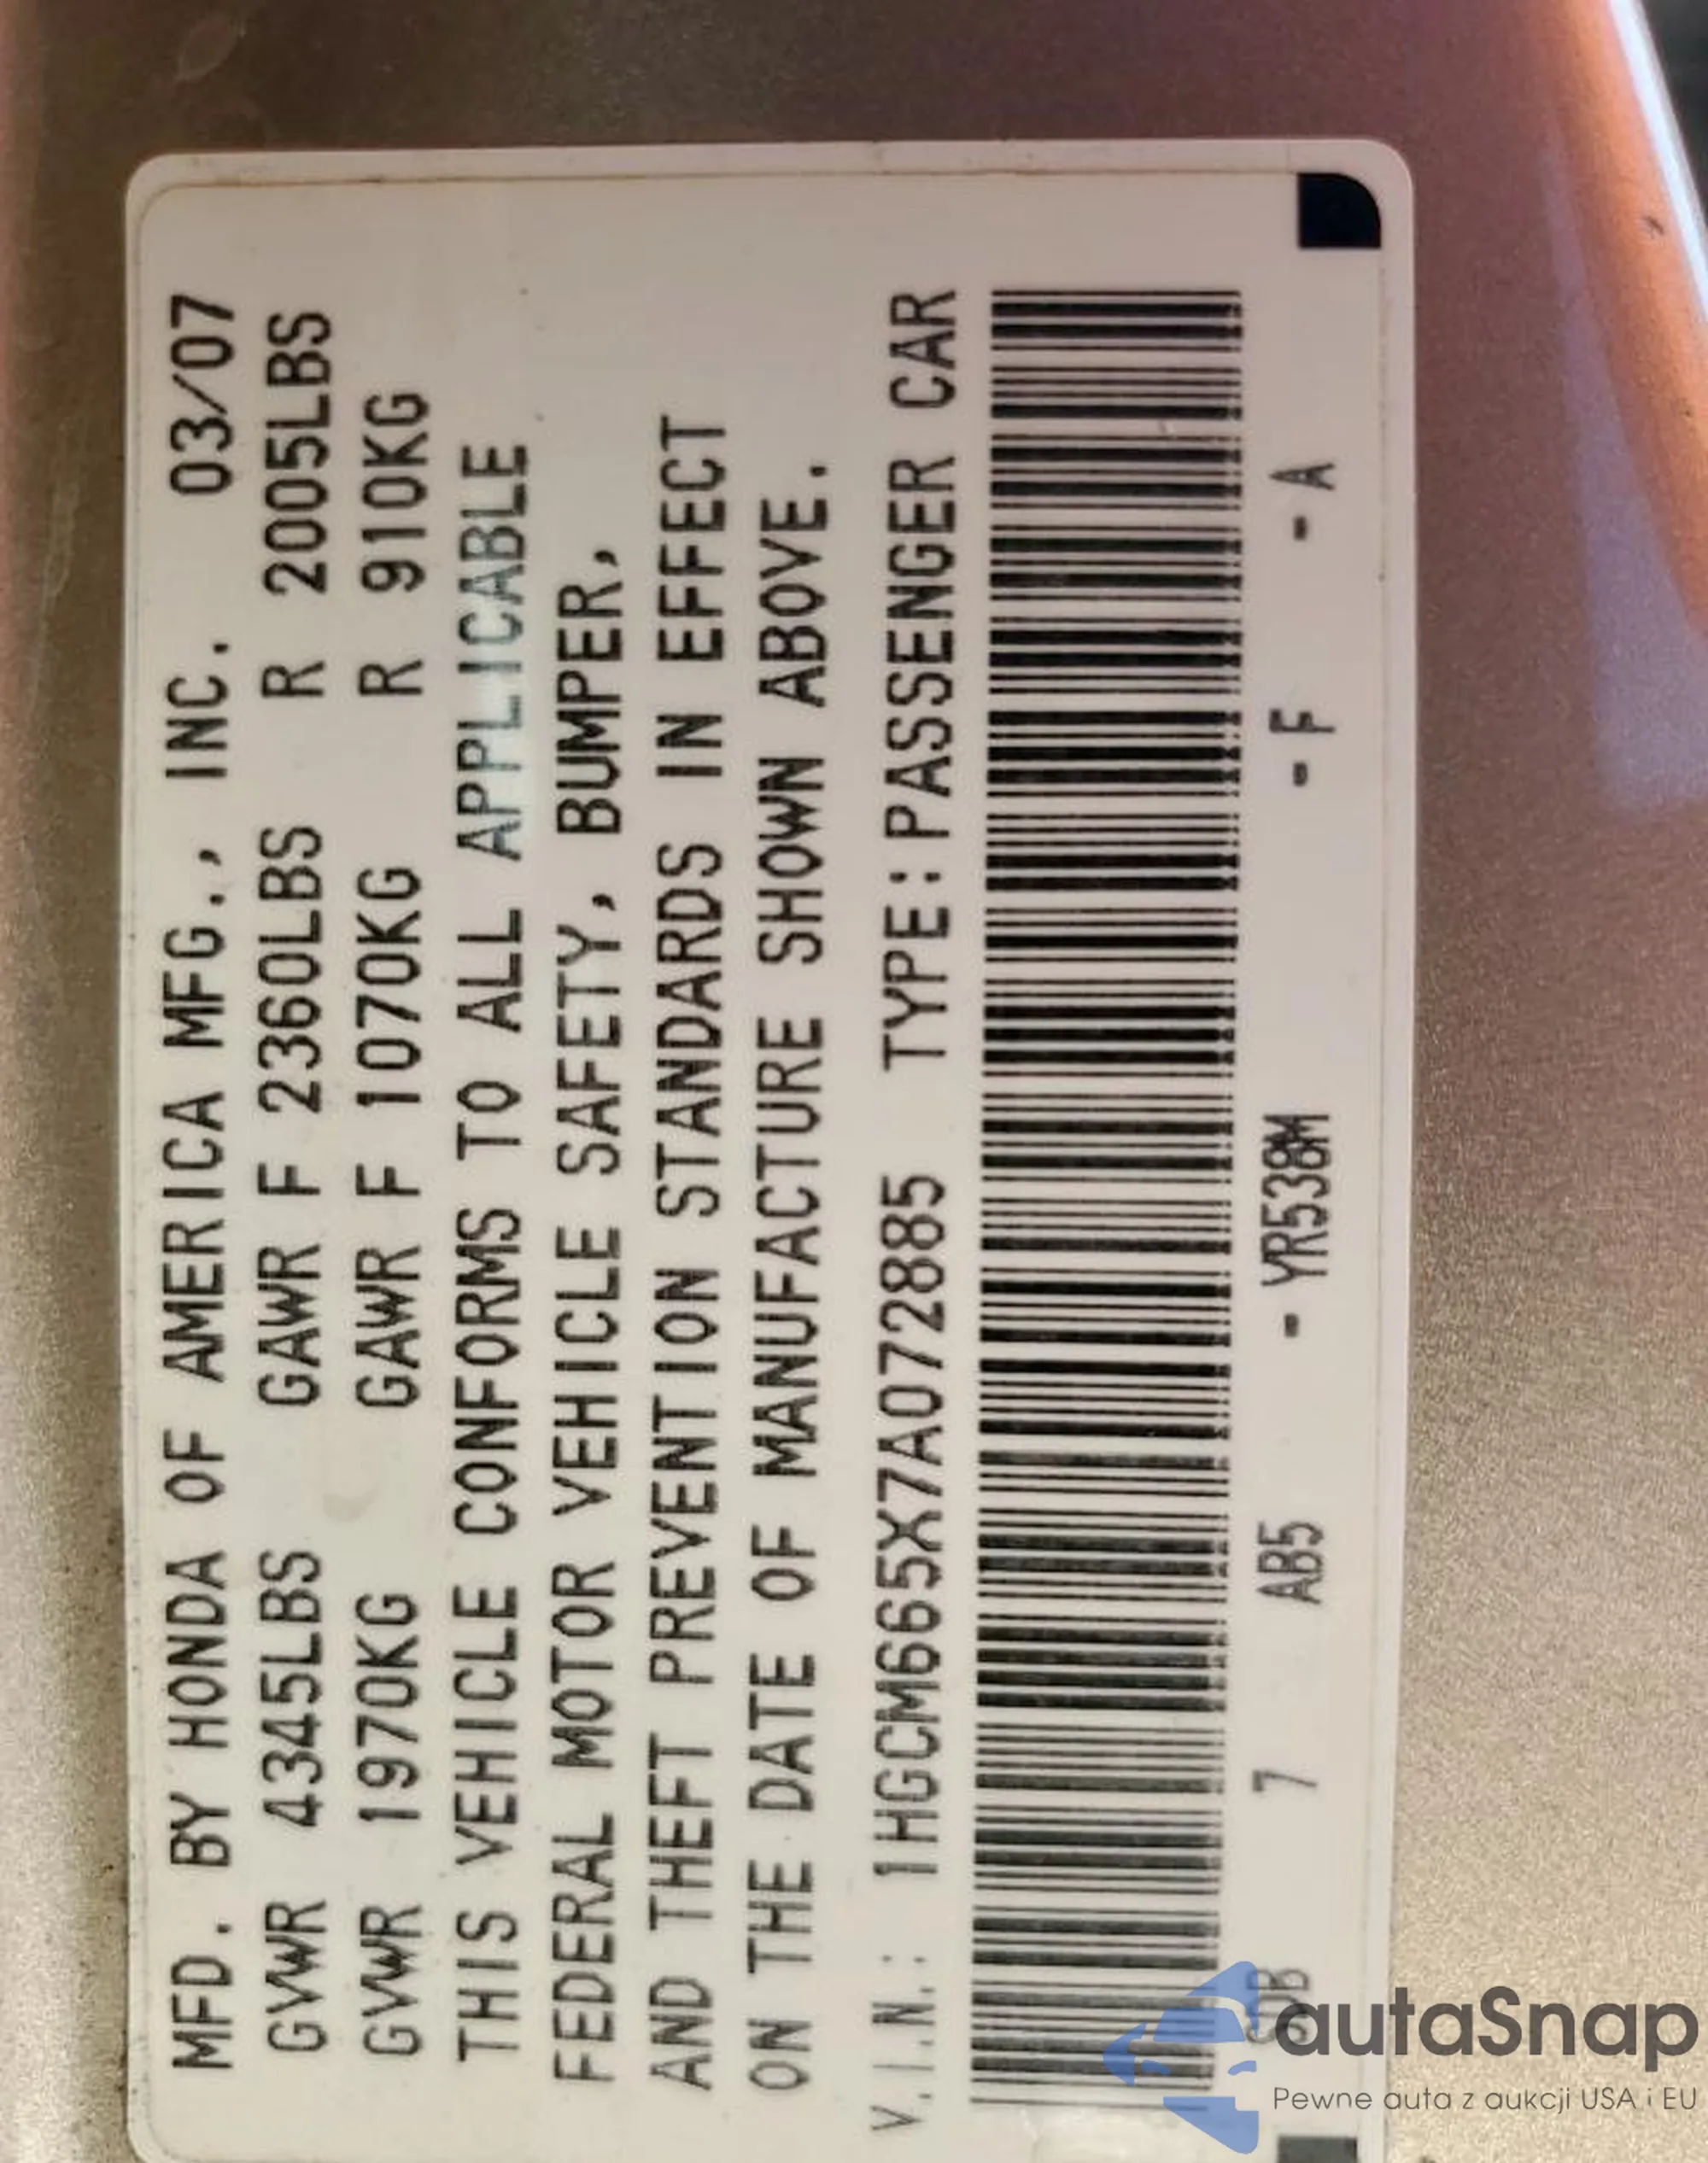 MFD. BY HONDA OF AMERICA MFG., INC. 03/07
GVWR 4345LBS GAWR F 2360LBS R 2005LBS
GVWR 1970KG GAWR F 1070KG R 910KG
THIS VEHICLE CONFORMS TO ALL APPLICABLE
FEDERAL MOTOR VEHICLE SAFETY, BUMPER,
AND THEFT PREVENTION STANDARDS IN EFFECT
ON THE DATE OF MANUFACTURE SHOWN ABOVE.
V.I.N.: 1HGCM665X7A072885 TYPE:PASSENGER CAR
SDB 7 AB5 - YR538M - F - A
autaSnap
Pewne auta z aukcji USA i EU